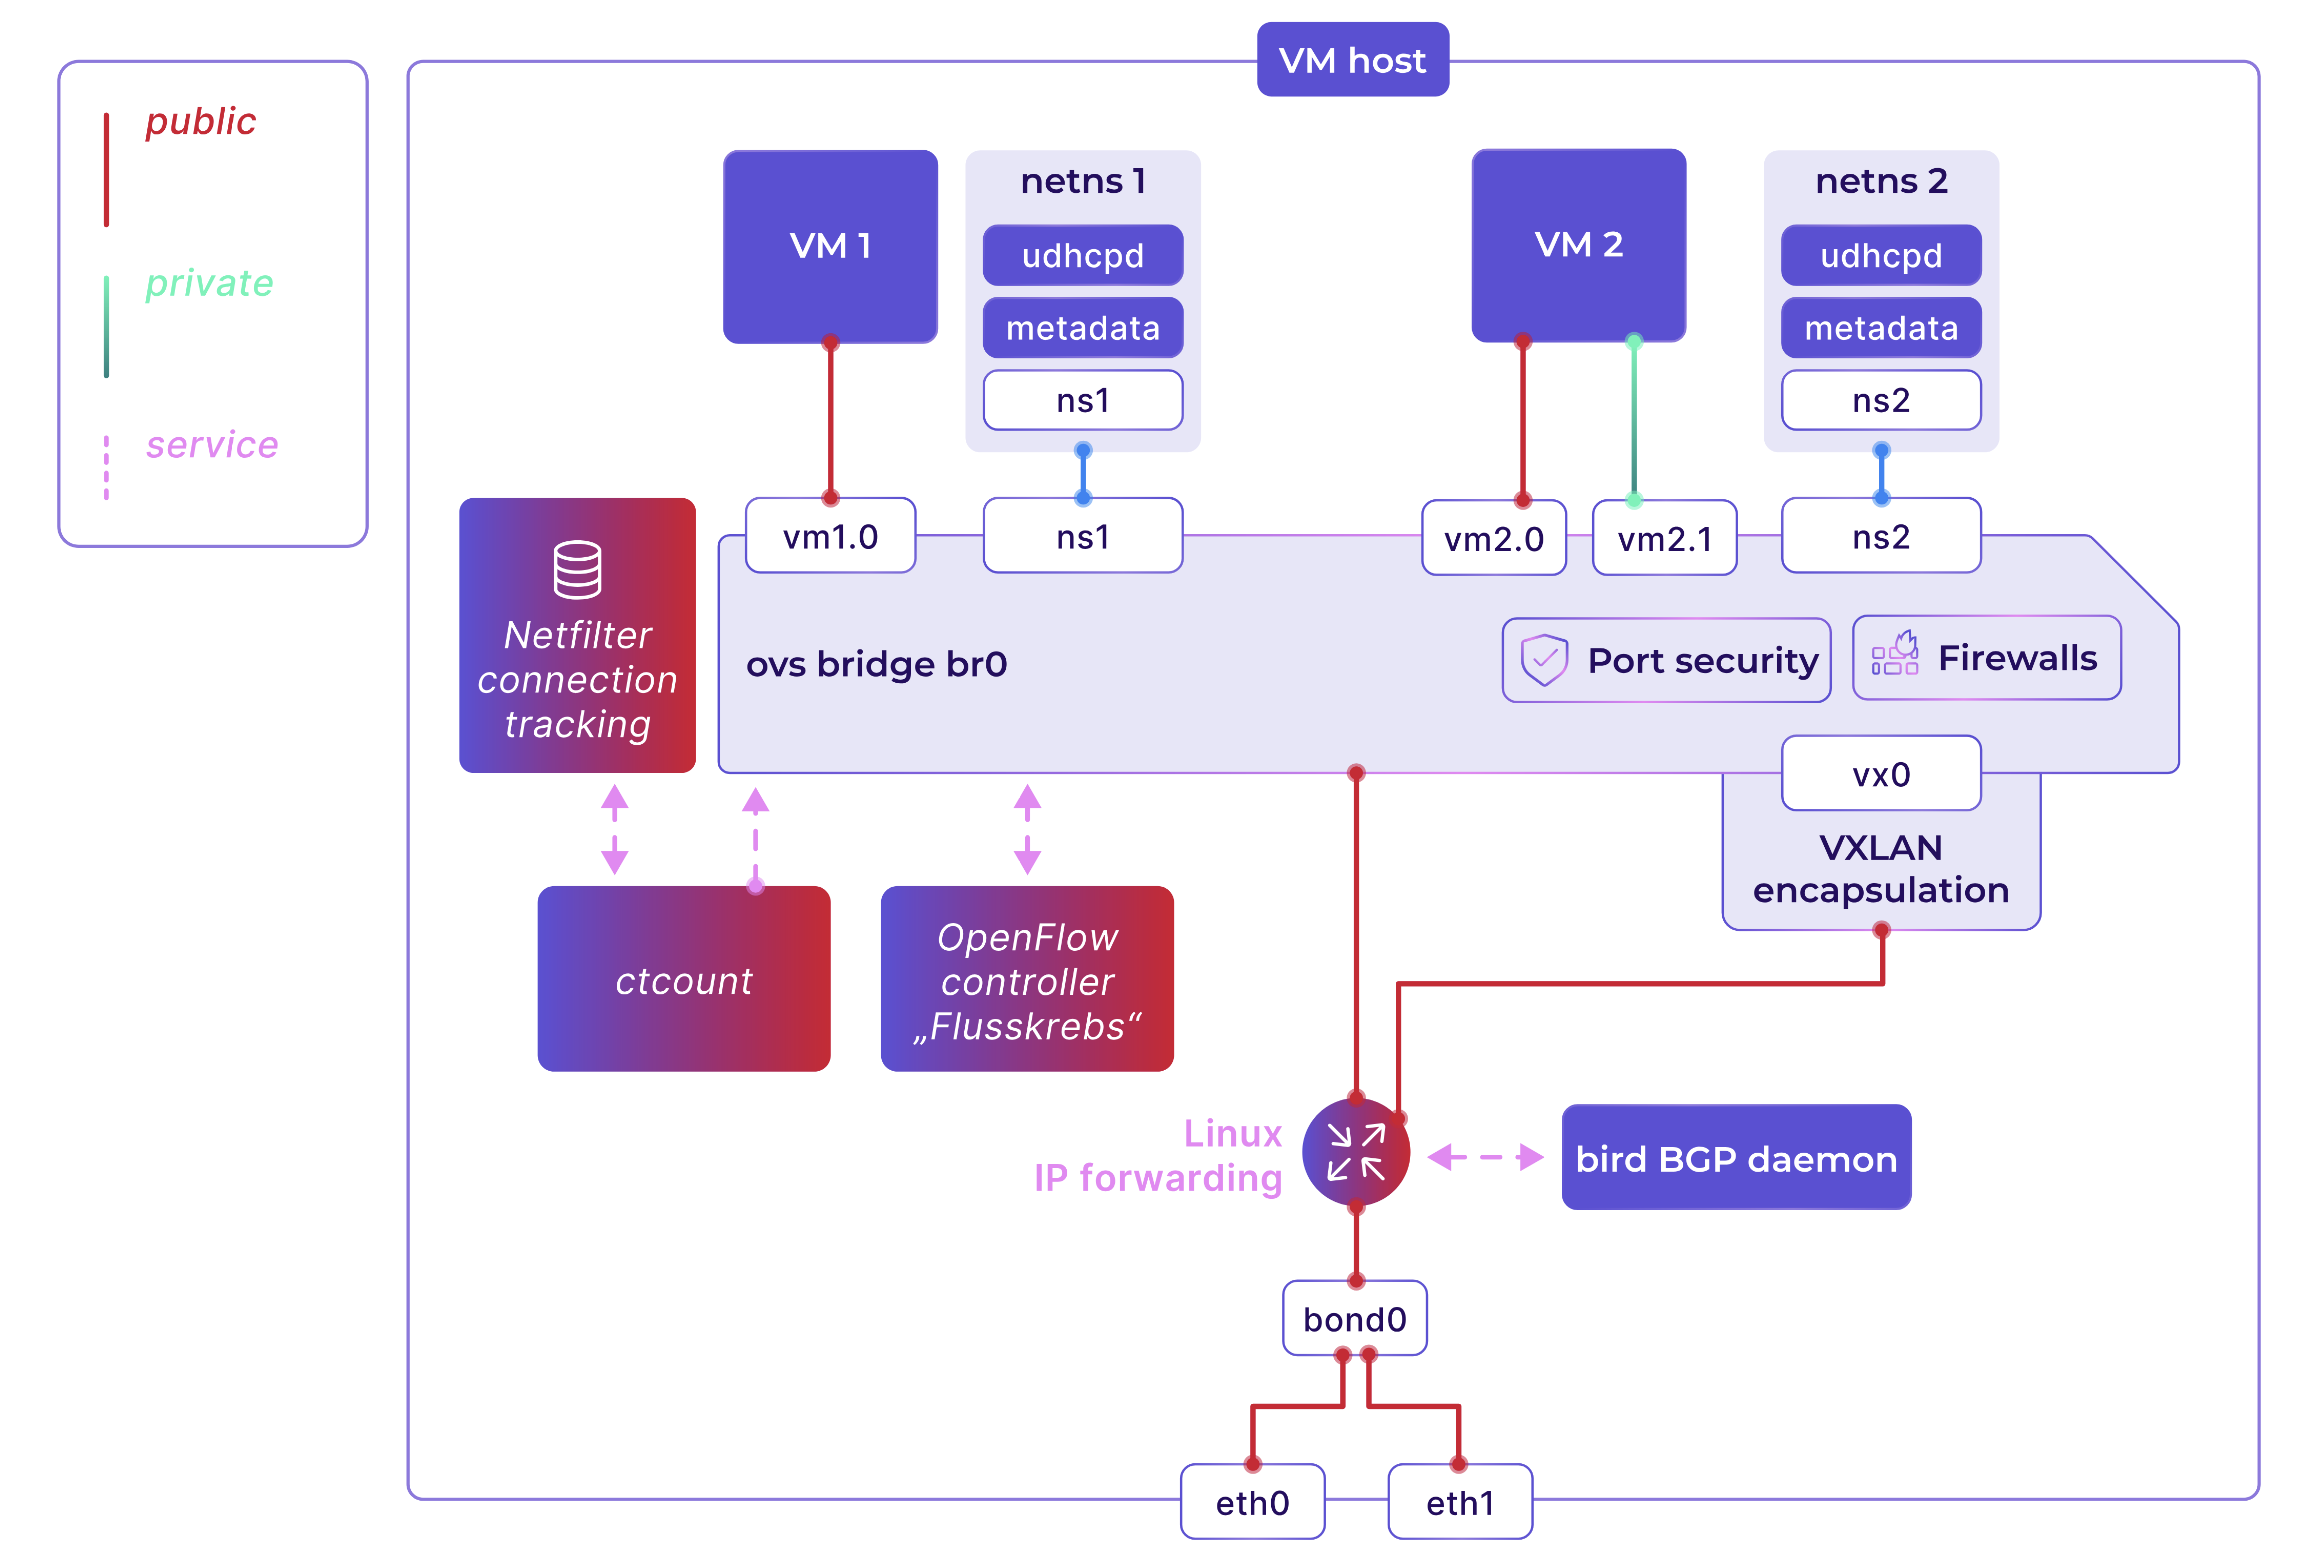 VM host
public
private
service
VM 1
netns 1
udhcpd
metadata
ns1
VM 2
netns 2
udhcpd
metadata
ns2
vm1.0
ns1
vm2.0
vm2.1
ns2
Netfilter
connection
tracking
ovs bridge br0
Port security
Firewalls
vx0
VXLAN
encapsulation
ctcount
OpenFlow
controller
„Flusskrebs“
Linux
IP forwarding
bird BGP daemon
bond0
eth0
eth1